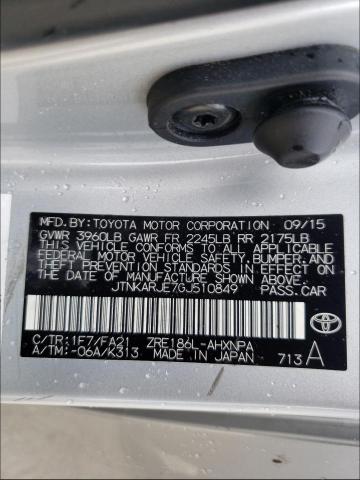 MFD.BY:TOYOTA MOTOR CORPORATION 09/15
GVWR 3960LB GAWR FR 2245LB RR 2175LB
THIS VEHICLE CONFORMS TO ALL APPLICABLE
FEDERAL MOTOR VEHICLE SAFETY,BUMPER,AND
THEFT PREVENTION STANDARDS IN EFFECT ON
THE DATE OF MANUFACTURE SHOWN ABOVE.
JTNKARJE7GJ510849 PASS.CAR
C/TR:1F7/FA21 ZRE186L-AHXNPA
A/TM:-06A/K313 MADE IN JAPAN 713 A
TOYOTA